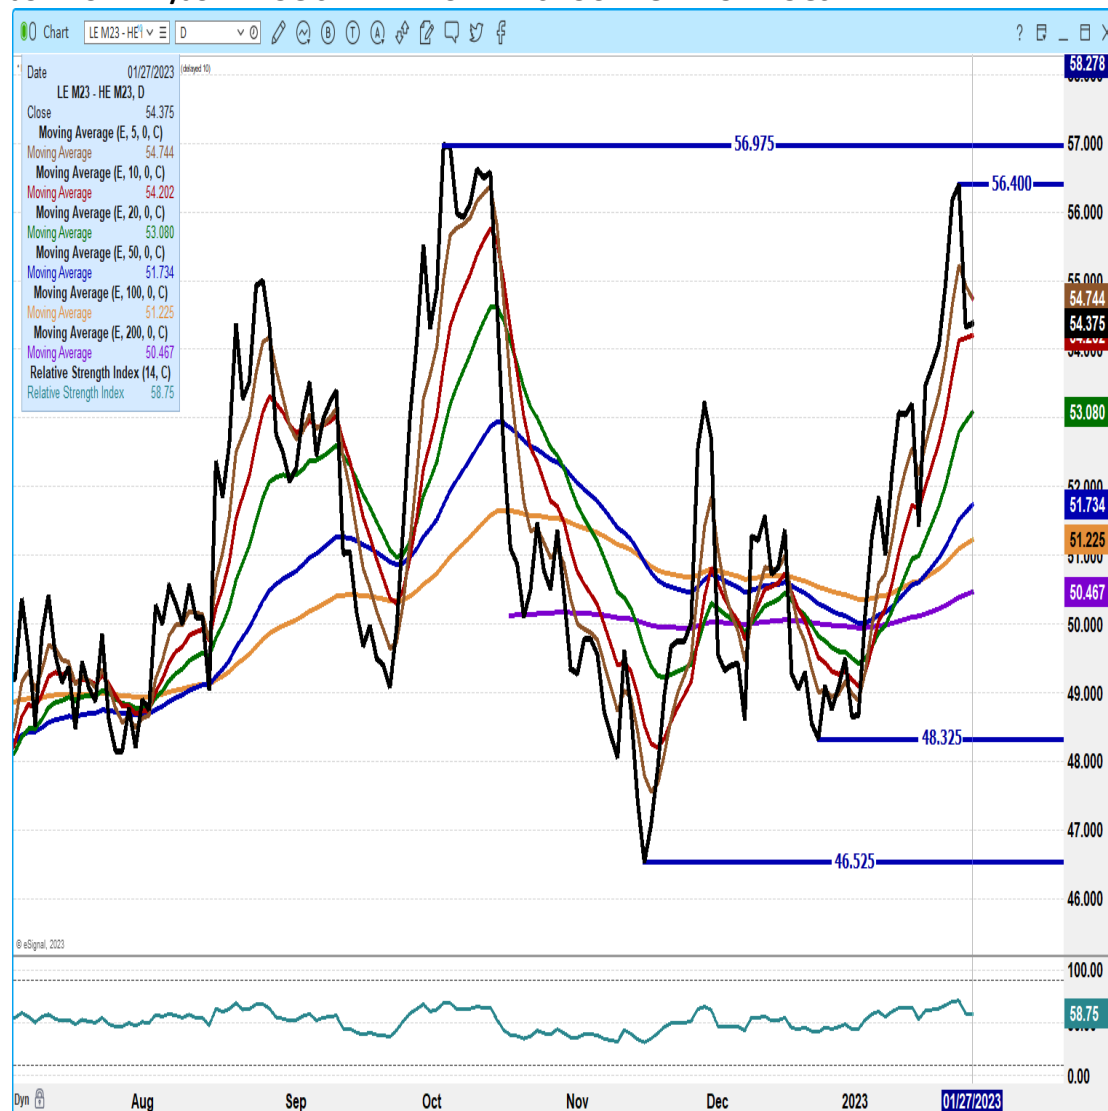 Chart
LE M23 - HE
D
B
T
A
?
Date 01/27/2023
(delayed 10)
LE M23 - HE M23, D
Close 54.375
Moving Average (E, 5, 0, C)
Moving Average 54.744
Moving Average (E, 10, 0, C)
Moving Average 54.202
Moving Average (E, 20, 0, C)
Moving Average 53.080
Moving Average (E, 50, 0, C)
Moving Average 51.734
Moving Average (E, 100, 0, C)
Moving Average 51.225
Moving Average (E, 200, 0, C)
Moving Average 50.467
Relative Strength Index (14, C)
Relative Strength Index 58.75
56.975
56.400
48.325
46.525
58.278
57.000
56.000
55.000
54.744
54.375
54.202
54.000
53.080
52.000
51.734
51.225
51.000
50.467
50.000
49.000
48.000
47.000
46.000
© eSignal, 2023
100.00
58.75
0.00
Dyn
Aug
Sep
Oct
Nov
Dec
2023
01/27/2023